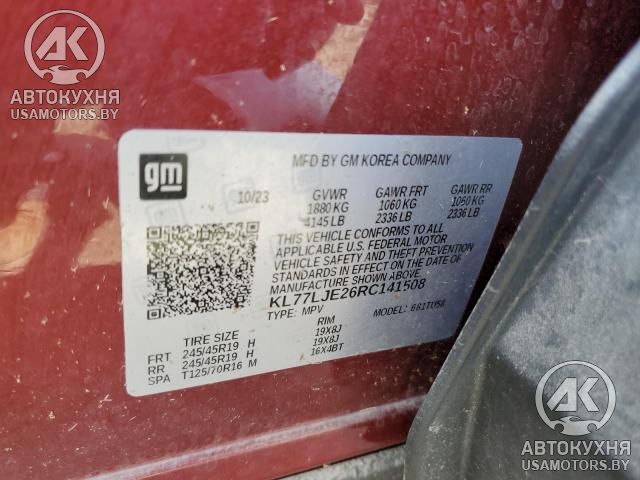 АК
АВТОКУХНЯ
USAMOTORS.BY
gm
MFD BY GM KOREA COMPANY
10/23 GVWR GAWR FRT GAWR RR
1880 KG 1060 KG 1060 KG
4145 LB 2336 LB 2336 LB
THIS VEHICLE CONFORMS TO ALL
APPLICABLE U.S. FEDERAL MOTOR
VEHICLE SAFETY AND THEFT PREVENTION
STANDARDS IN EFFECT ON THE DATE OF
MANUFACTURE SHOWN ABOVE.
KL77LJE26RC141508
TYPE: MPV MODEL: 681TU58
TIRE SIZE RIM
FRT 245/45R19 H 19X8J
RR 245/45R19 H 19X8J
SPA T125/70R16 M 16X4BT
АК
АВТОКУХНЯ
USAMOTORS.BY